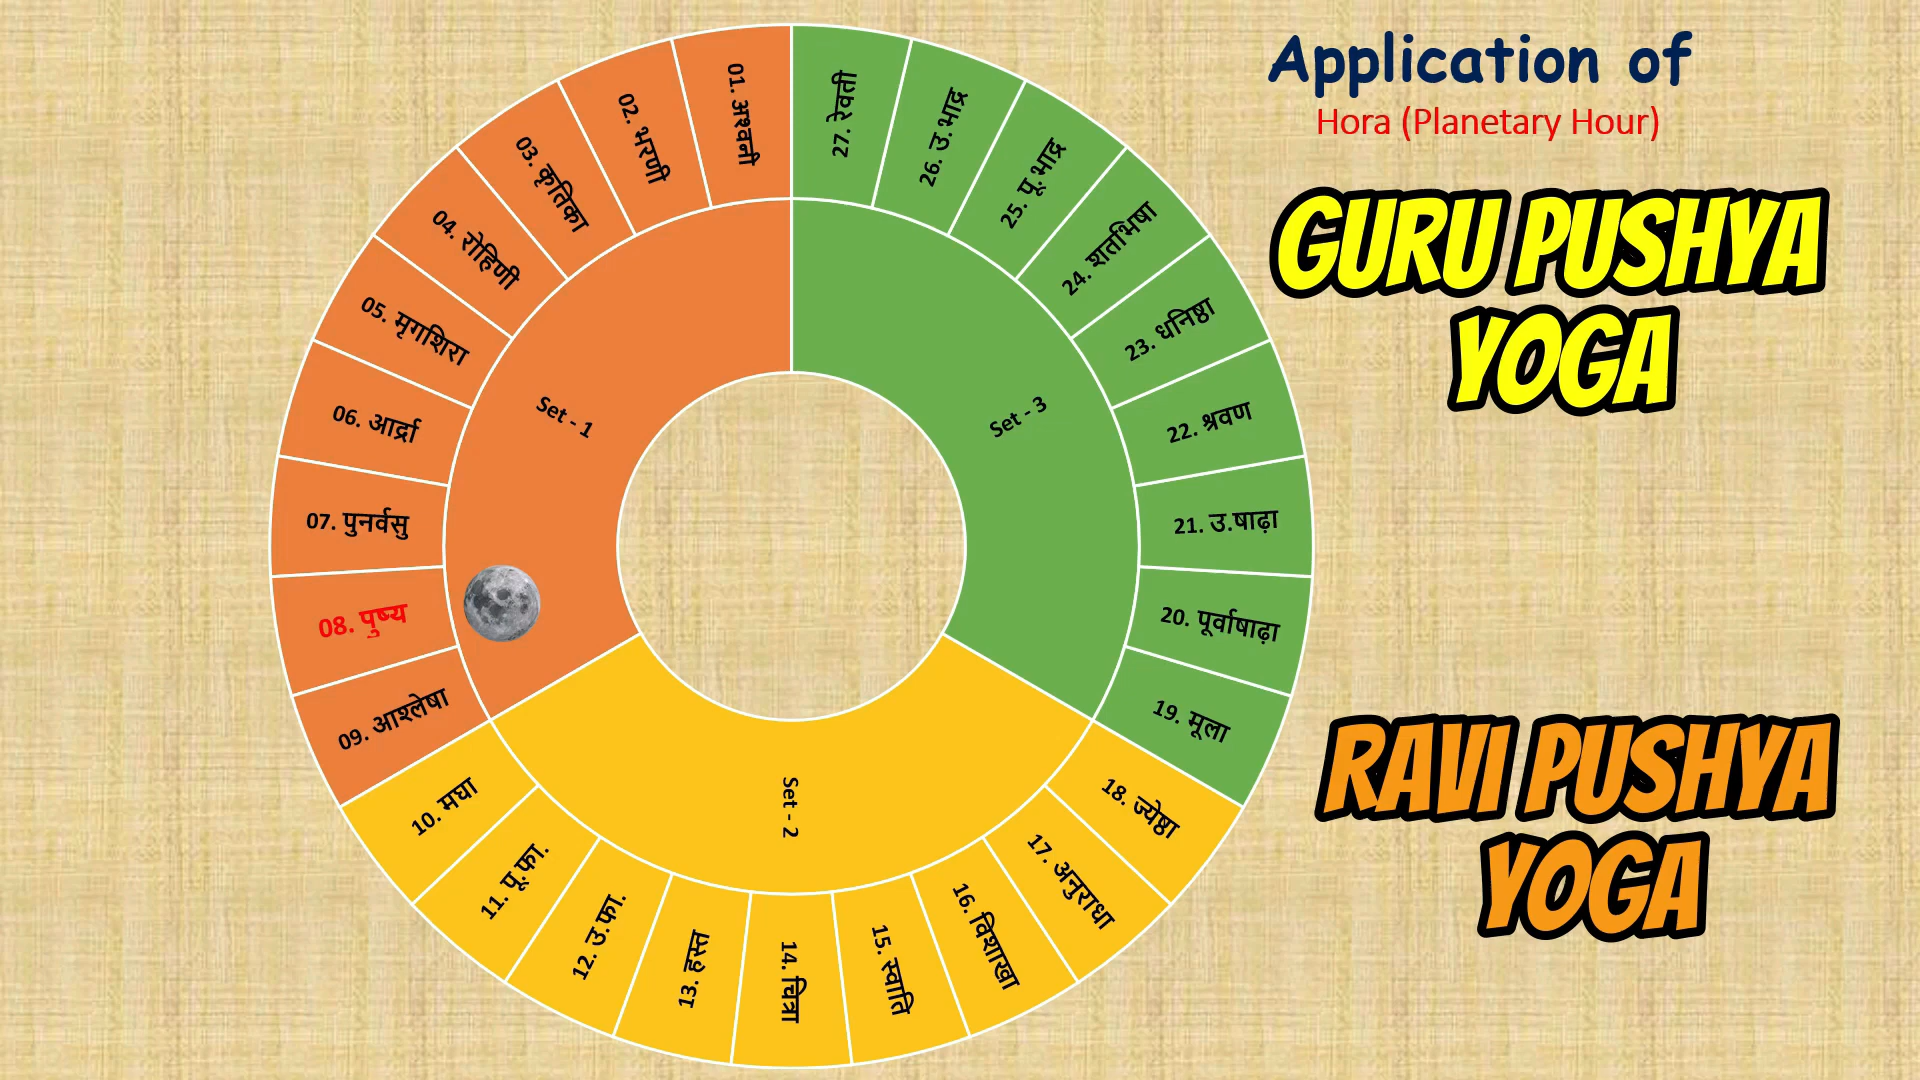 Application of
Hora (Planetary Hour)
GURU PUSHYA
YOGA
RAVI PUSHYA
YOGA
Set - 1
Set - 2
Set - 3
01. अश्वनी
02. भरणी
03. कृतिका
04. रोहिणी
05. मृगशिरा
06. आर्द्रा
07. पुनर्वसु
08. पुष्य
09. आश्लेषा
10. मघा
11. पू.फा.
12. उ.फा.
13. हस्त
14. चित्रा
15. स्वाति
16. विशाखा
17. अनुराधा
18. ज्येष्ठा
19. मूला
20. पूर्वाषाढ़ा
21. उ.षाढ़ा
22. श्रवण
23. धनिष्ठा
24. शतभिषा
25. पू.भाद्र
26. उ.भाद्र
27. रेवती